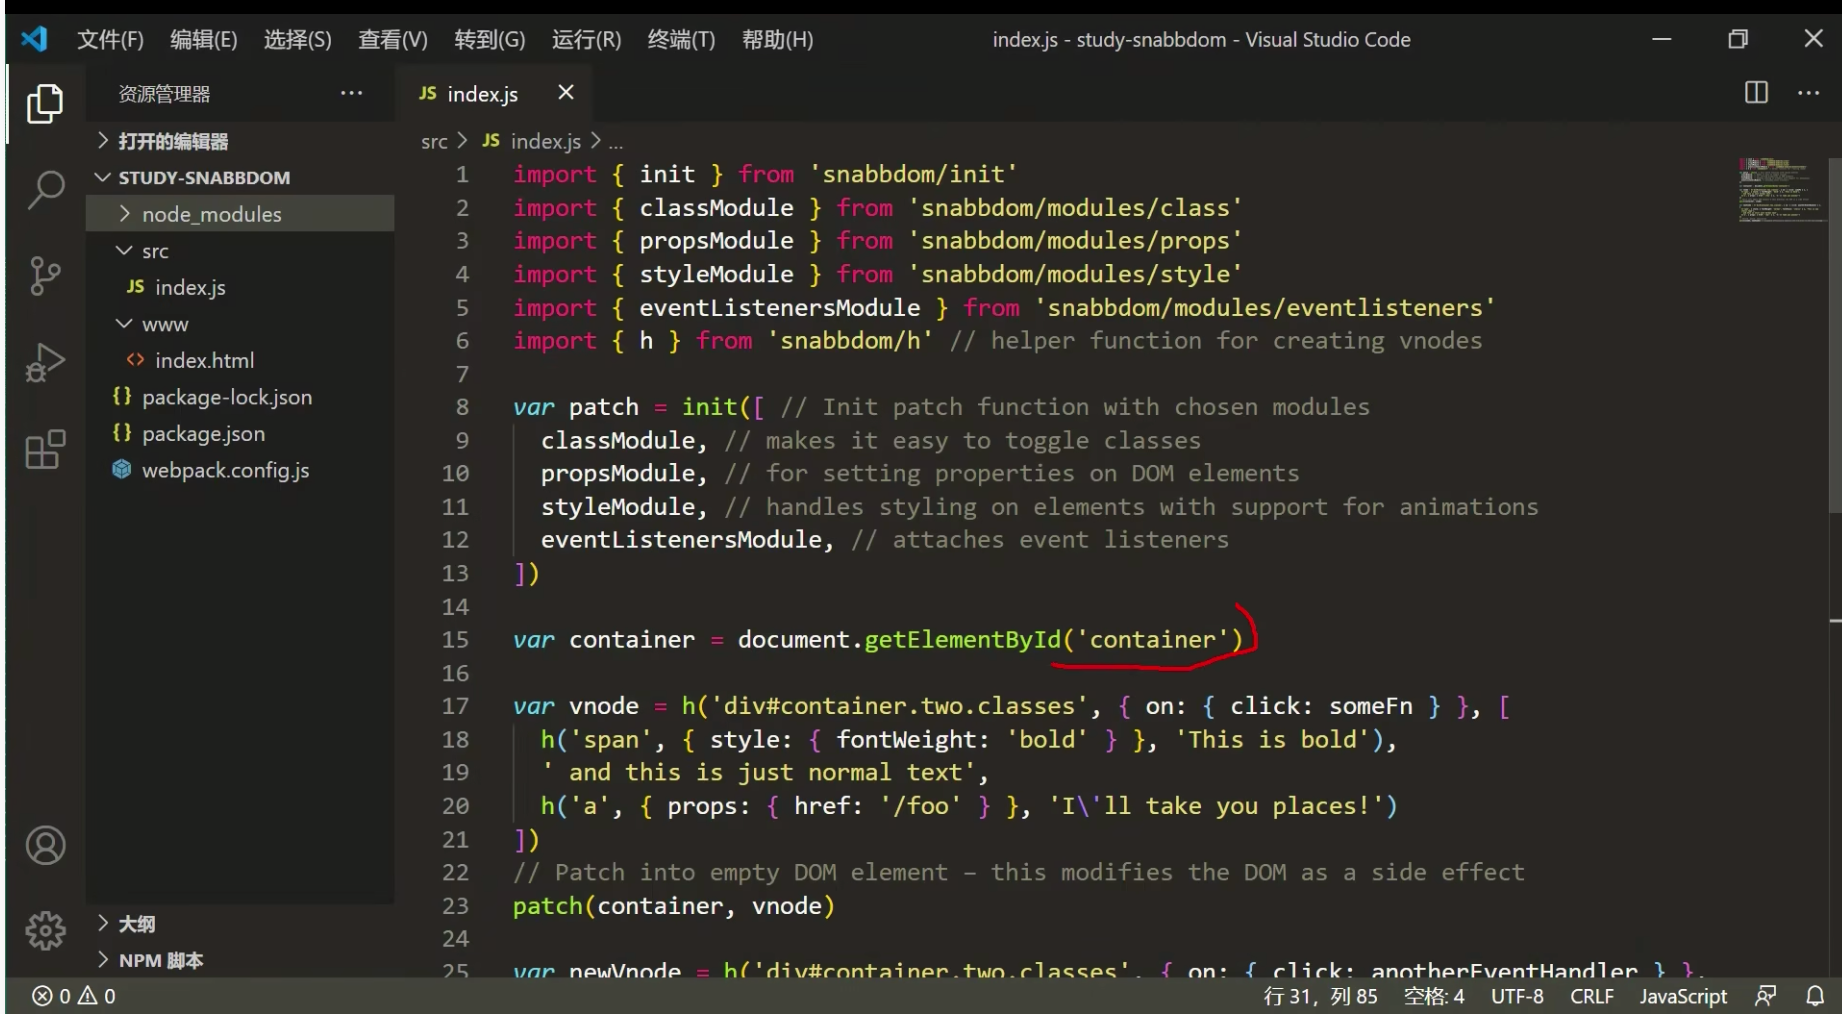 文件(F) 编辑(E) 选择(S) 查看(V) 转到(G) 运行(R) 终端(T) 帮助(H) index.js - study-snabbdom - Visual Studio Code
资源管理器 ···
打开的编辑器
STUDY-SNABBDOM
node_modules
src
JS index.js
www
<> index.html
{} package-lock.json
{} package.json
webpack.config.js
大纲
NPM 脚本
JS index.js
src > JS index.js > ...
1 import { init } from 'snabbdom/init'
2 import { classModule } from 'snabbdom/modules/class'
3 import { propsModule } from 'snabbdom/modules/props'
4 import { styleModule } from 'snabbdom/modules/style'
5 import { eventListenersModule } from 'snabbdom/modules/eventlisteners'
6 import { h } from 'snabbdom/h' // helper function for creating vnodes
7
8 var patch = init([ // Init patch function with chosen modules
9 classModule, // makes it easy to toggle classes
10 propsModule, // for setting properties on DOM elements
11 styleModule, // handles styling on elements with support for animations
12 eventListenersModule, // attaches event listeners
13 ])
14
15 var container = document.getElementById('container')
16
17 var vnode = h('div#container.two.classes', { on: { click: someFn } }, [
18 h('span', { style: { fontWeight: 'bold' } }, 'This is bold'),
19 ' and this is just normal text',
20 h('a', { props: { href: '/foo' } }, 'I\'ll take you places!')
21 ])
22 // Patch into empty DOM element – this modifies the DOM as a side effect
23 patch(container, vnode)
24
25 var newVnode = h('div#container.two.classes', { on: { click: anotherEventHandler } },
0 0 行 31，列 85 空格: 4 UTF-8 CRLF JavaScript